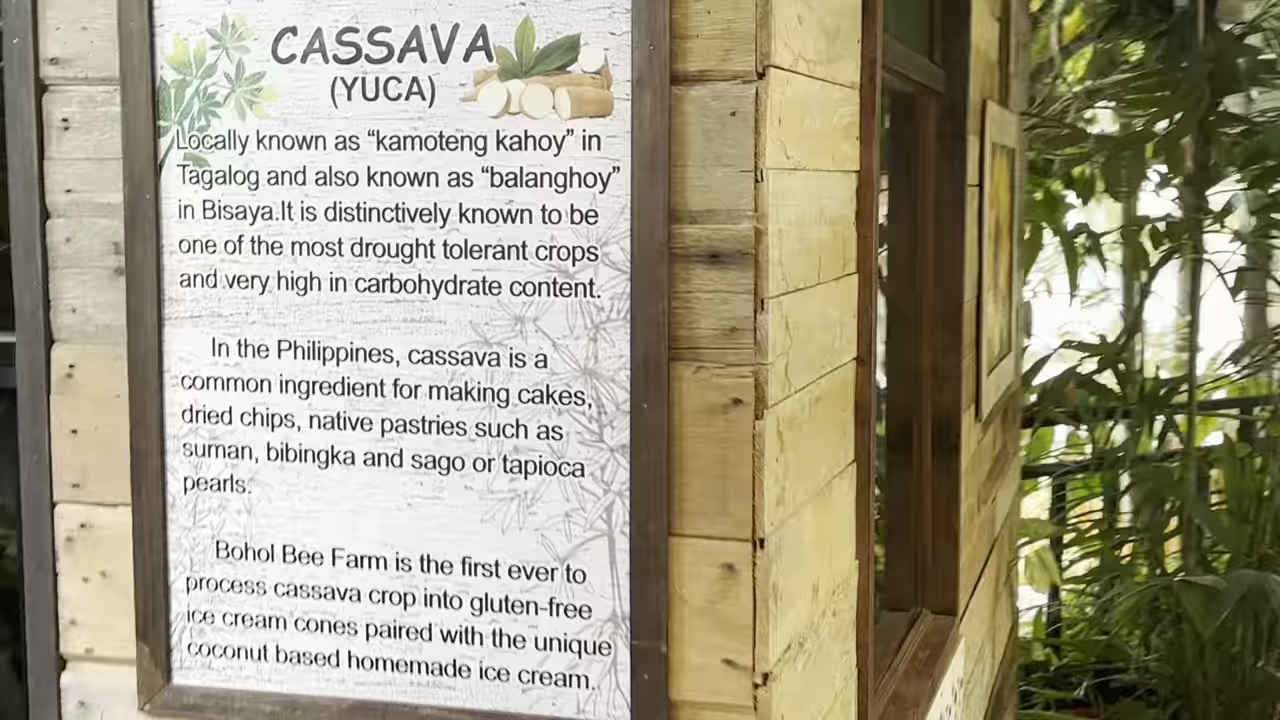 CASSAVA
(YUCA)
Locally known as “kamoteng kahoy” in
Tagalog and also known as “balanghoy”
in Bisaya.It is distinctively known to be
one of the most drought tolerant crops
and very high in carbohydrate content.
In the Philippines, cassava is a
common ingredient for making cakes,
dried chips, native pastries such as
suman, bibingka and sago or tapioca
pearls.
Bohol Bee Farm is the first ever to
process cassava crop into gluten-free
ice cream cones paired with the unique
coconut based homemade ice cream.